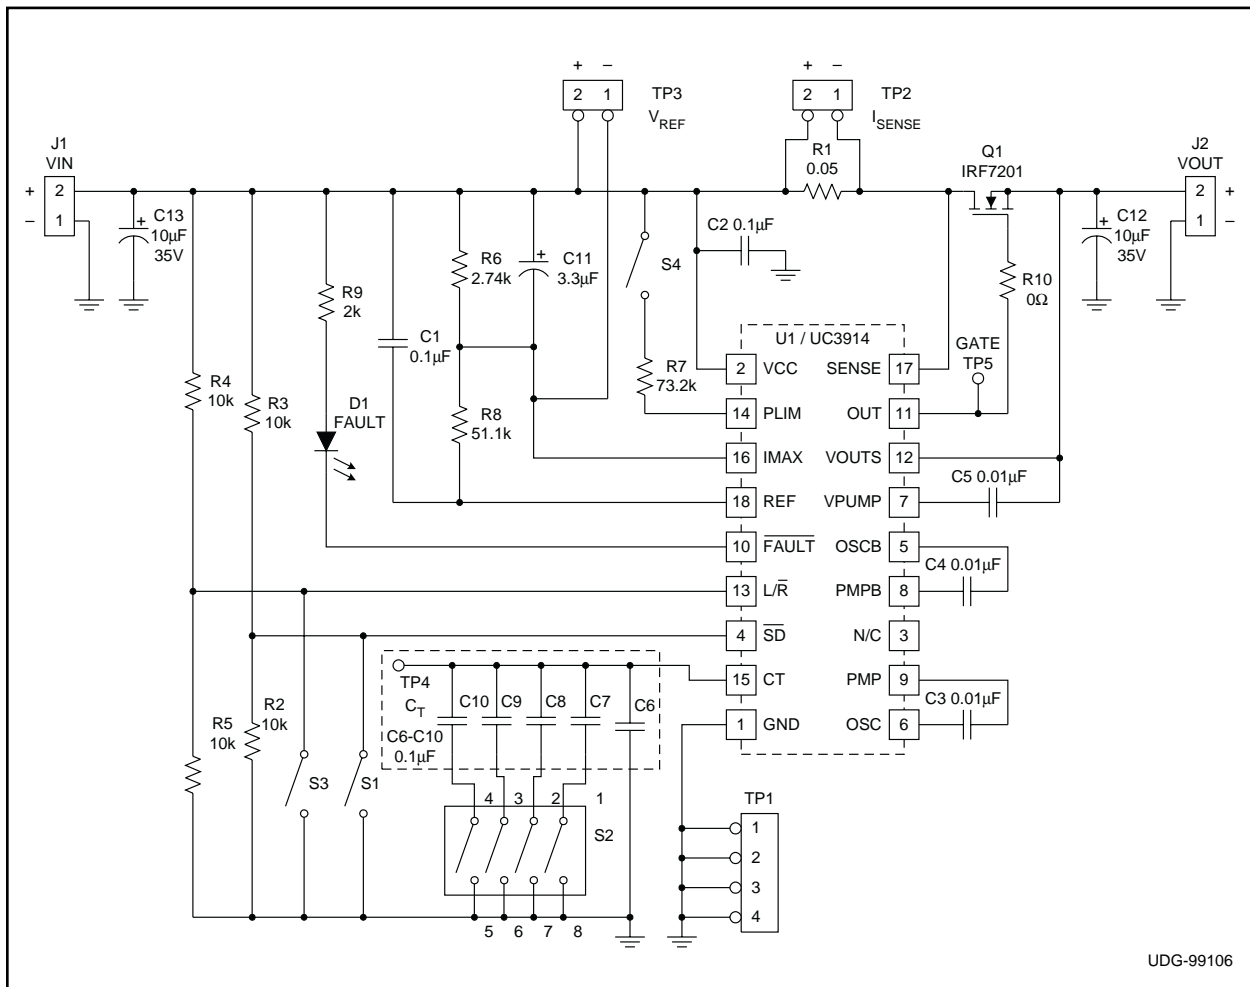 + −
2 1
TP3
VREF
+ −
2 1
TP2
ISENSE
J1
VIN
+ 2
− 1
+
C13
10µF
35V
R1
0.05
Q1
IRF7201
J2
VOUT
2 +
1 −
+
C12
10µF
35V
C2 0.1µF
S4
R6
2.74k
+
C11
3.3µF
R9
2k
C1
0.1µF
R10
0Ω
U1 / UC3914
GATE
TP5
R4
10k
R3
10k
D1
FAULT
R8
51.1k
R7
73.2k
2 VCC SENSE 17
14 PLIM OUT 11
16 IMAX VOUTS 12
18 REF VPUMP 7
10 FAULT OSCB 5
13 L/R PMPB 8
4 SD N/C 3
15 CT PMP 9
1 GND OSC 6
C5 0.01µF
C4 0.01µF
C3 0.01µF
TP4
CT
C6-C10
0.1µF
C10 C9 C8 C7 C6
R5
10k
R2
10k
S3
S1
4 3 2 1
S2
5 6 7 8
TP1
1
2
3
4
UDG-99106